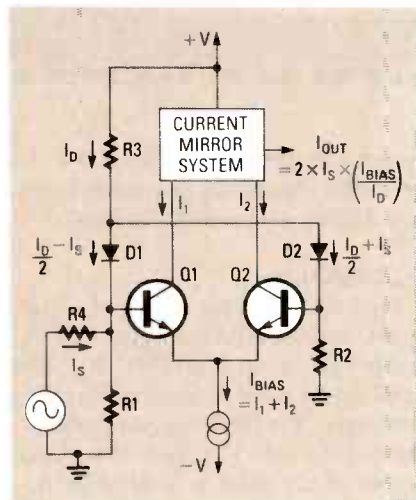 +V
I_D
R3
CURRENT
MIRROR
SYSTEM
I_OUT
= 2 × I_S × (I_BIAS / I_D)
I_1
I_2
I_D/2 − I_S
D1
D2
I_D/2 + I_S
Q1
Q2
R4
I_S
R1
R2
I_BIAS
= I_1 + I_2
−V